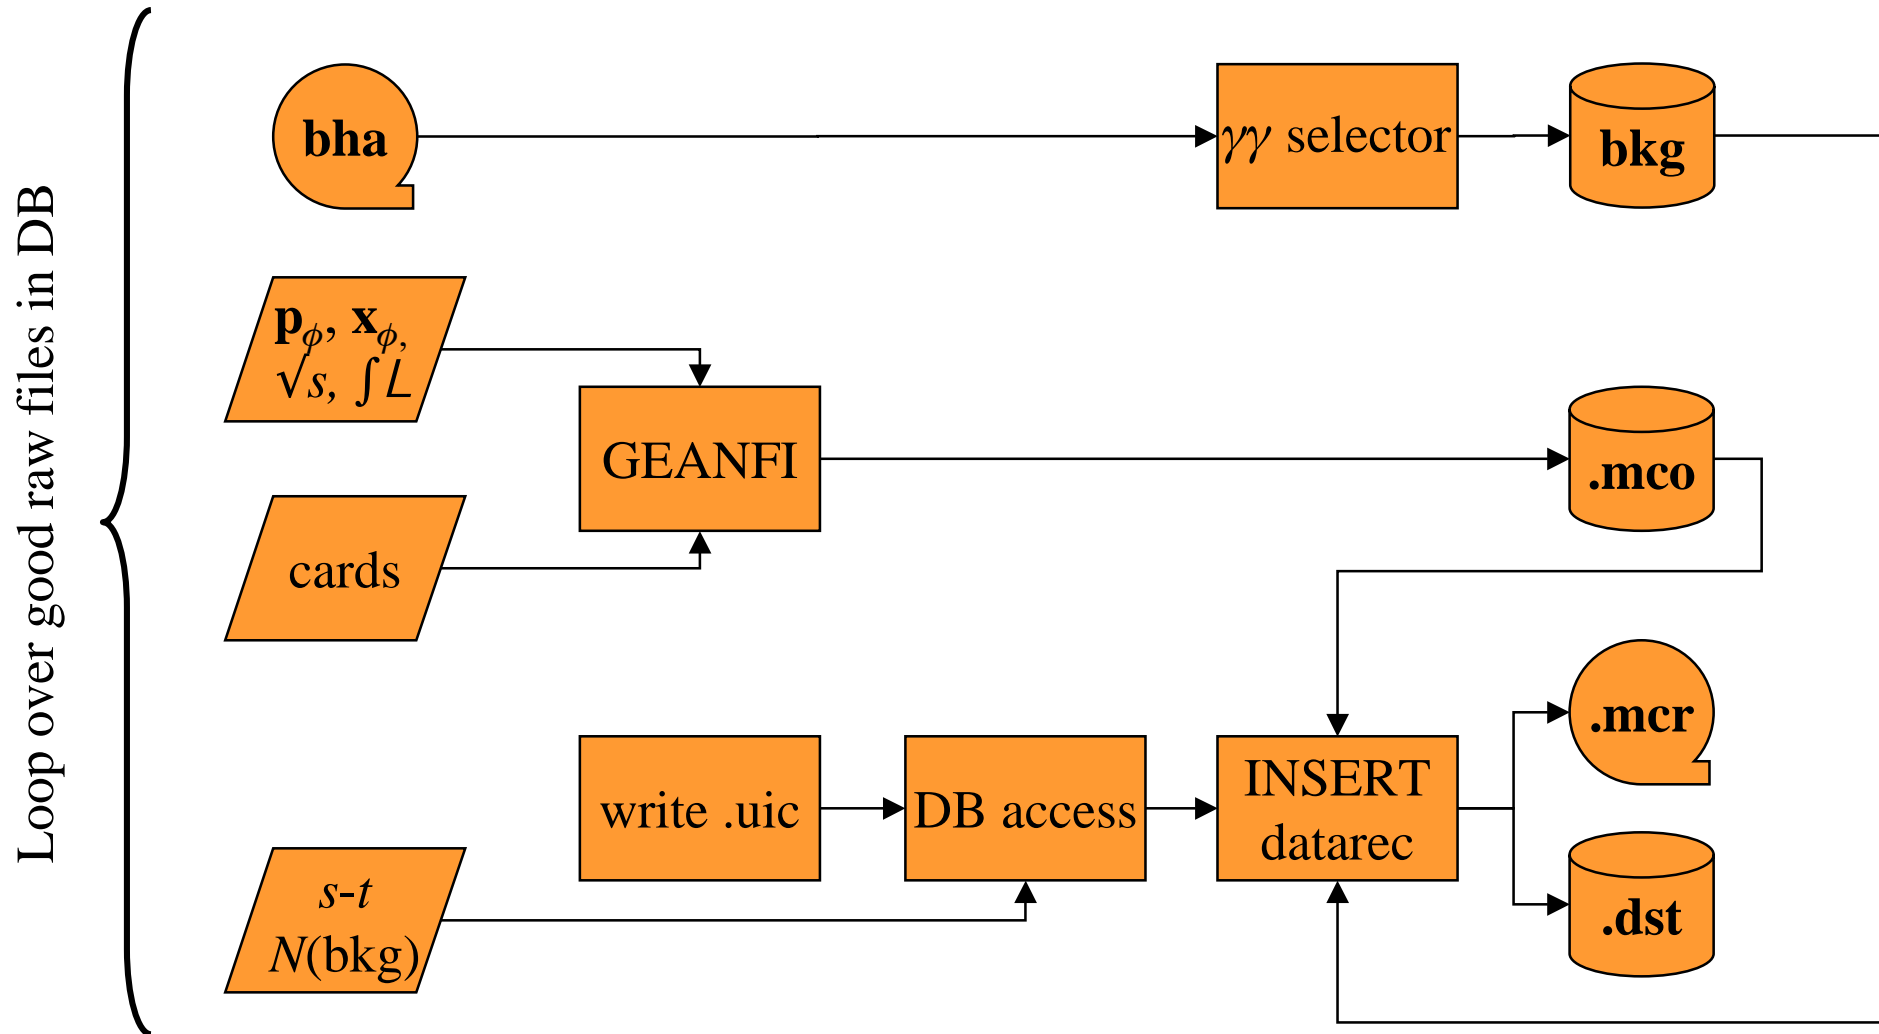 Loop over good raw files in DB
bha
γγ selector
bkg
p_ϕ, x_ϕ,
√s, ∫L
GEANFI
.mco
cards
.mcr
write .uic
DB access
INSERT
datarec
s-t
N(bkg)
.dst